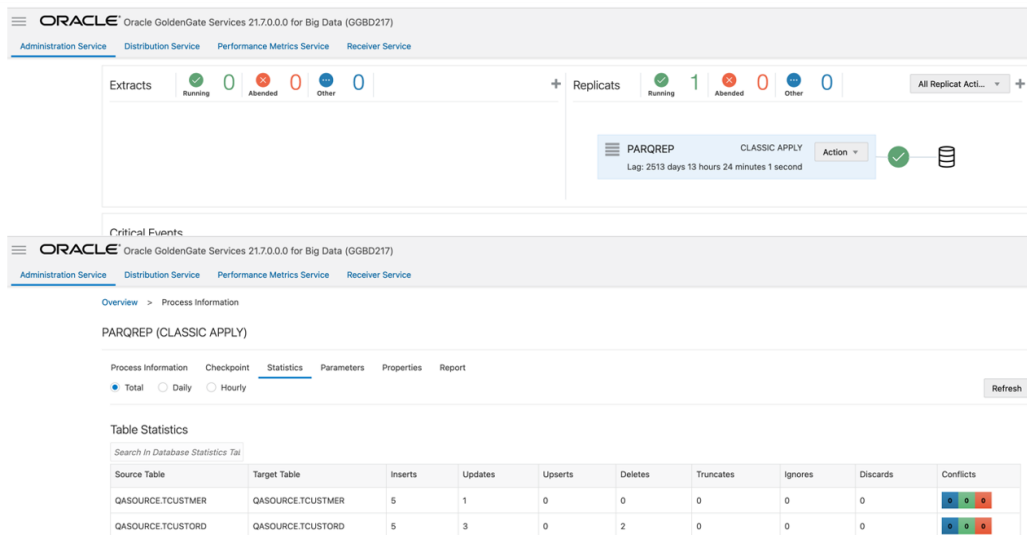 ORACLE Oracle GoldenGate Services 21.7.0.0.0 for Big Data (GGBD217)
Administration Service Distribution Service Performance Metrics Service Receiver Service
Extracts Running 0 Abended 0 Other 0
Replicats Running 1 Abended 0 Other 0 All Replicat Acti...
PARQREP CLASSIC APPLY Action
Lag: 2513 days 13 hours 24 minutes 1 second
Critical Events
ORACLE Oracle GoldenGate Services 21.7.0.0.0 for Big Data (GGBD217)
Administration Service Distribution Service Performance Metrics Service Receiver Service
Overview > Process Information
PARQREP (CLASSIC APPLY)
Process Information Checkpoint Statistics Parameters Properties Report
Total Daily Hourly
Refresh
Table Statistics
Search In Database Statistics Tal
Source Table Target Table Inserts Updates Upserts Deletes Truncates Ignores Discards Conflicts
QASOURCE.TCUSTMER QASOURCE.TCUSTMER 5 1 0 0 0 0 0 0 0 0
QASOURCE.TCUSTORD QASOURCE.TCUSTORD 5 3 0 2 0 0 0 0 0 0